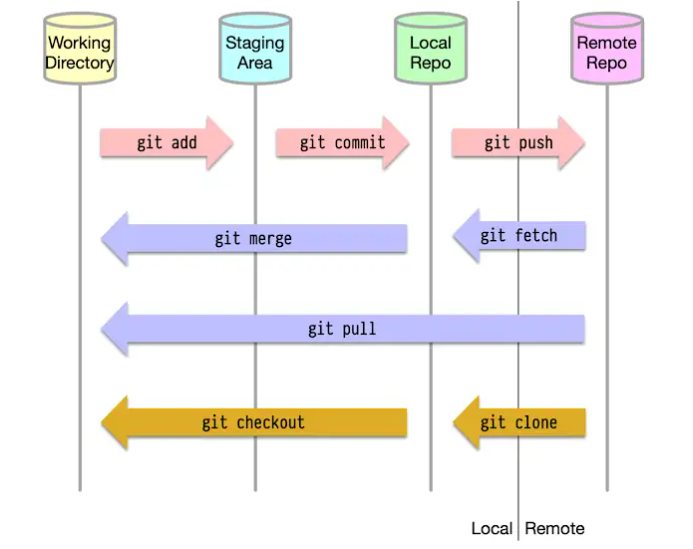 Working
Directory
Staging
Area
Local
Repo
Remote
Repo
git add
git commit
git push
git merge
git fetch
git pull
git checkout
git clone
Local
Remote